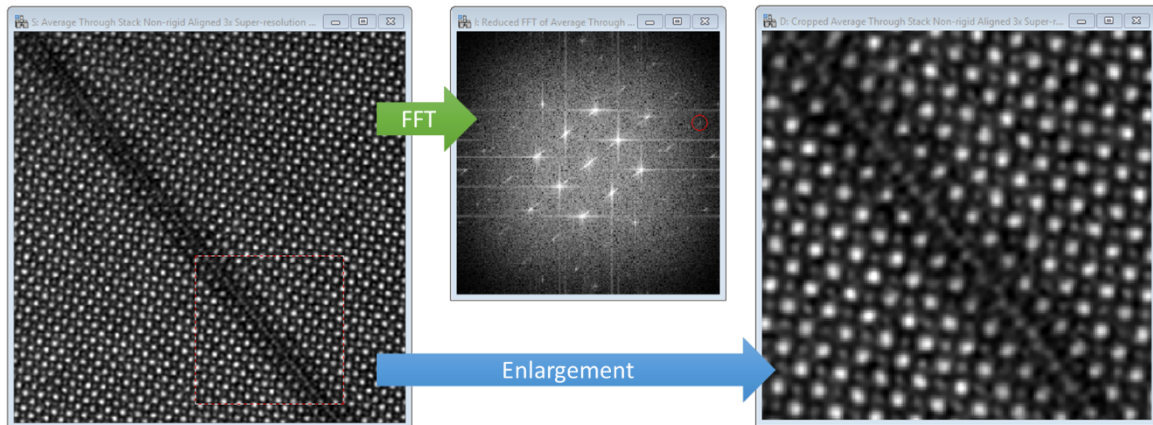 S: Average Through Stack Non-rigid Aligned 3x Super-resolution ...
Reduced FFT of Average Through ...
D: Cropped Average Through Stack Non-rigid Aligned 3x Super-r...
FFT
Enlargement